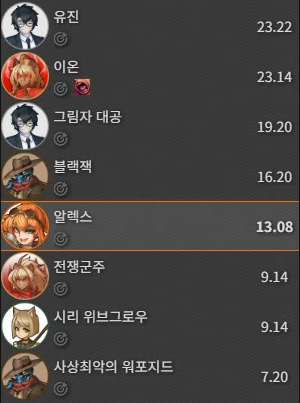 유진
23.22
이온
23.14
그림자 대공
19.20
블랙잭
16.20
알렉스
13.08
전쟁군주
9.14
시리 위브그로우
9.14
사상최악의 워포지드
7.20